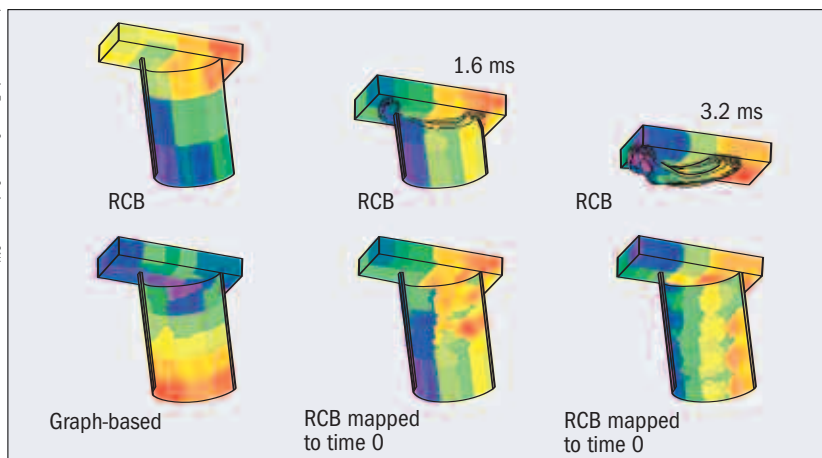 1.6 ms
3.2 ms
RCB
RCB
RCB
Graph-based
RCB mapped
to time 0
RCB mapped
to time 0